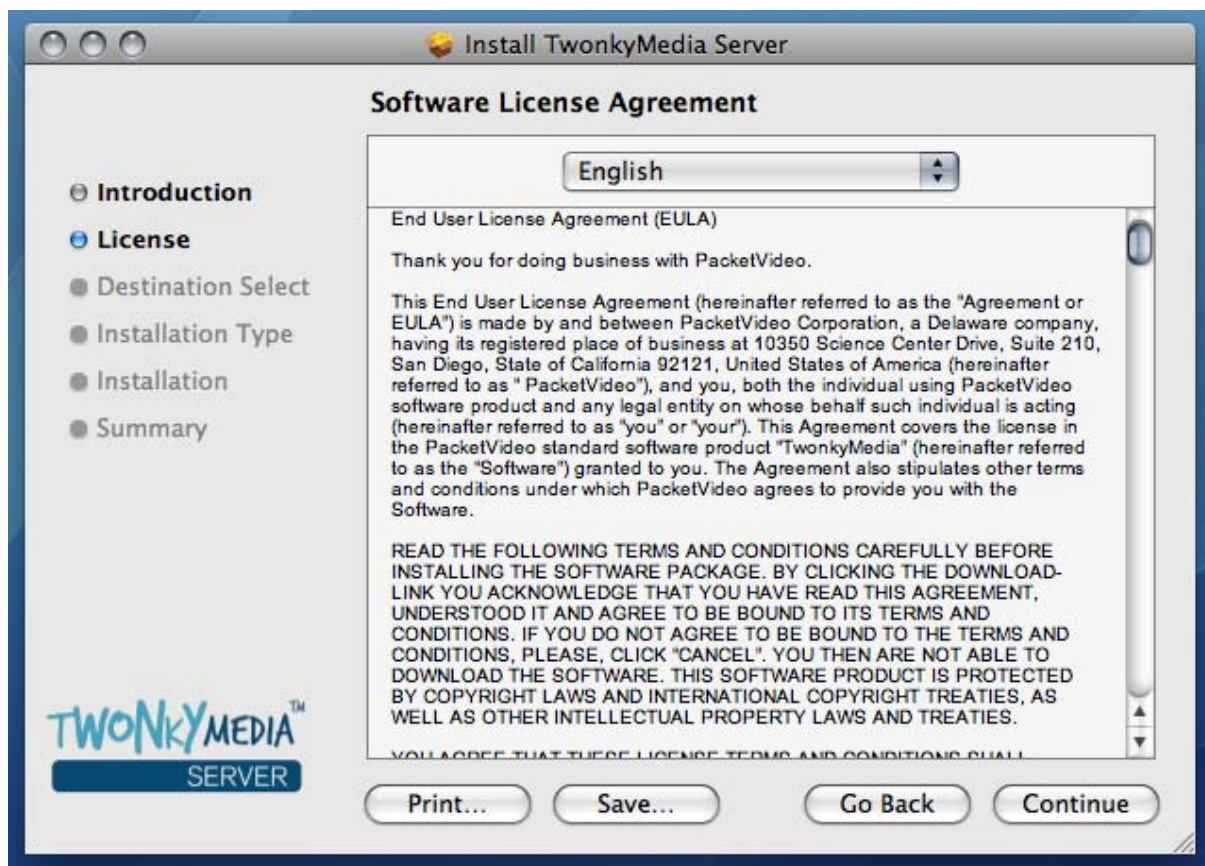 Install TwonkyMedia Server
Software License Agreement
English
Introduction
License
Destination Select
Installation Type
Installation
Summary
End User License Agreement (EULA)
Thank you for doing business with PacketVideo.
This End User License Agreement (hereinafter referred to as the "Agreement or
EULA") is made by and between PacketVideo Corporation, a Delaware company,
having its registered place of business at 10350 Science Center Drive, Suite 210,
San Diego, State of California 92121, United States of America (hereinafter
referred to as " PacketVideo"), and you, both the individual using PacketVideo
software product and any legal entity on whose behalf such individual is acting
(hereinafter referred to as "you" or "your"). This Agreement covers the license in
the PacketVideo standard software product "TwonkyMedia" (hereinafter referred
to as the "Software") granted to you. The Agreement also stipulates other terms
and conditions under which PacketVideo agrees to provide you with the
Software.
READ THE FOLLOWING TERMS AND CONDITIONS CAREFULLY BEFORE
INSTALLING THE SOFTWARE PACKAGE. BY CLICKING THE DOWNLOAD-
LINK YOU ACKNOWLEDGE THAT YOU HAVE READ THIS AGREEMENT,
UNDERSTOOD IT AND AGREE TO BE BOUND TO ITS TERMS AND
CONDITIONS. IF YOU DO NOT AGREE TO BE BOUND TO THE TERMS AND
CONDITIONS, PLEASE, CLICK "CANCEL". YOU THEN ARE NOT ABLE TO
DOWNLOAD THE SOFTWARE. THIS SOFTWARE PRODUCT IS PROTECTED
BY COPYRIGHT LAWS AND INTERNATIONAL COPYRIGHT TREATIES, AS
WELL AS OTHER INTELLECTUAL PROPERTY LAWS AND TREATIES.
YOU AGREE THAT THESE LICENSE TERMS AND CONDITIONS SHALL
TWONKYMEDIA™
SERVER
Print...
Save...
Go Back
Continue